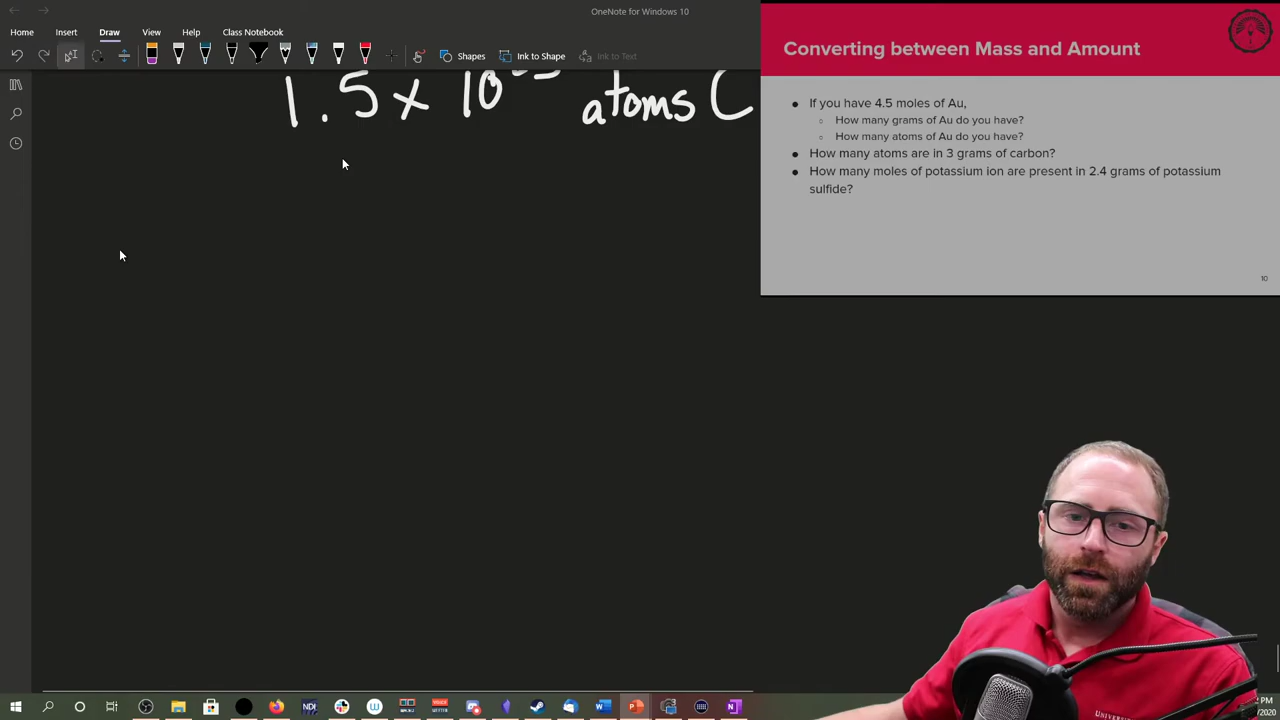 OneNote for Windows 10
Home
Insert
Draw
View
Help
Class Notebook
Shapes
Ink to Shape
Ink to Text
1.5 x 10
atoms C
Converting between Mass and Amount
● If you have 4.5 moles of Au,
○ How many grams of Au do you have?
○ How many atoms of Au do you have?
● How many atoms are in 3 grams of carbon?
● How many moles of potassium ion are present in 2.4 grams of potassium
sulfide?
10